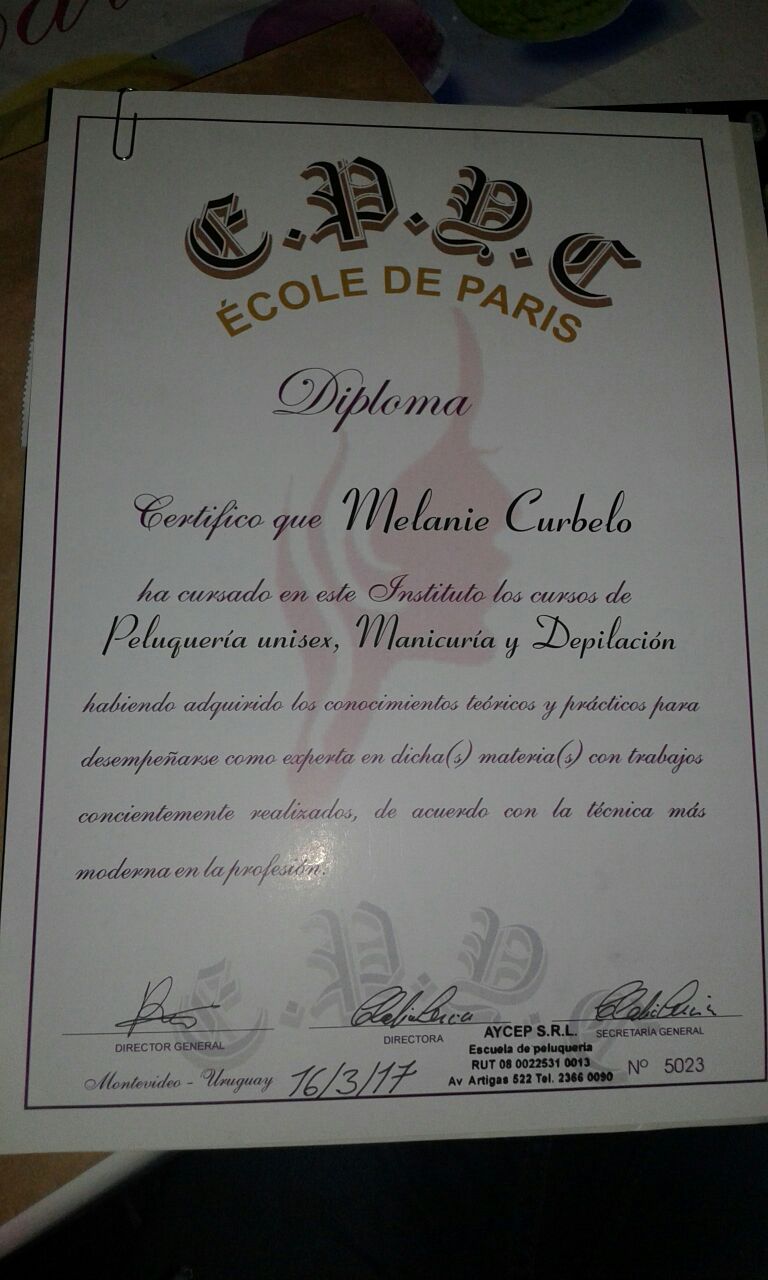 E.P.Y.C
ÉCOLE DE PARIS
Diploma
Certifico que Melanie Curbelo
ha cursado en este Instituto los cursos de
Peluquería unisex, Manicuría y Depilación
habiendo adquirido los conocimientos teóricos y prácticos para
desempeñarse como experta en dicha(s) materia(s) con trabajos
concientemente realizados, de acuerdo con la técnica más
moderna en la profesión.
E.P.Y.
DIRECTOR GENERAL
DIRECTORA
SECRETARÍA GENERAL
AYCEP S.R.L.
Escuela de peluquería
RUT 08 0022531 0013
Av Artigas 522 Tel. 2366 0090
Nº 5023
Montevideo - Uruguay 16/3/17